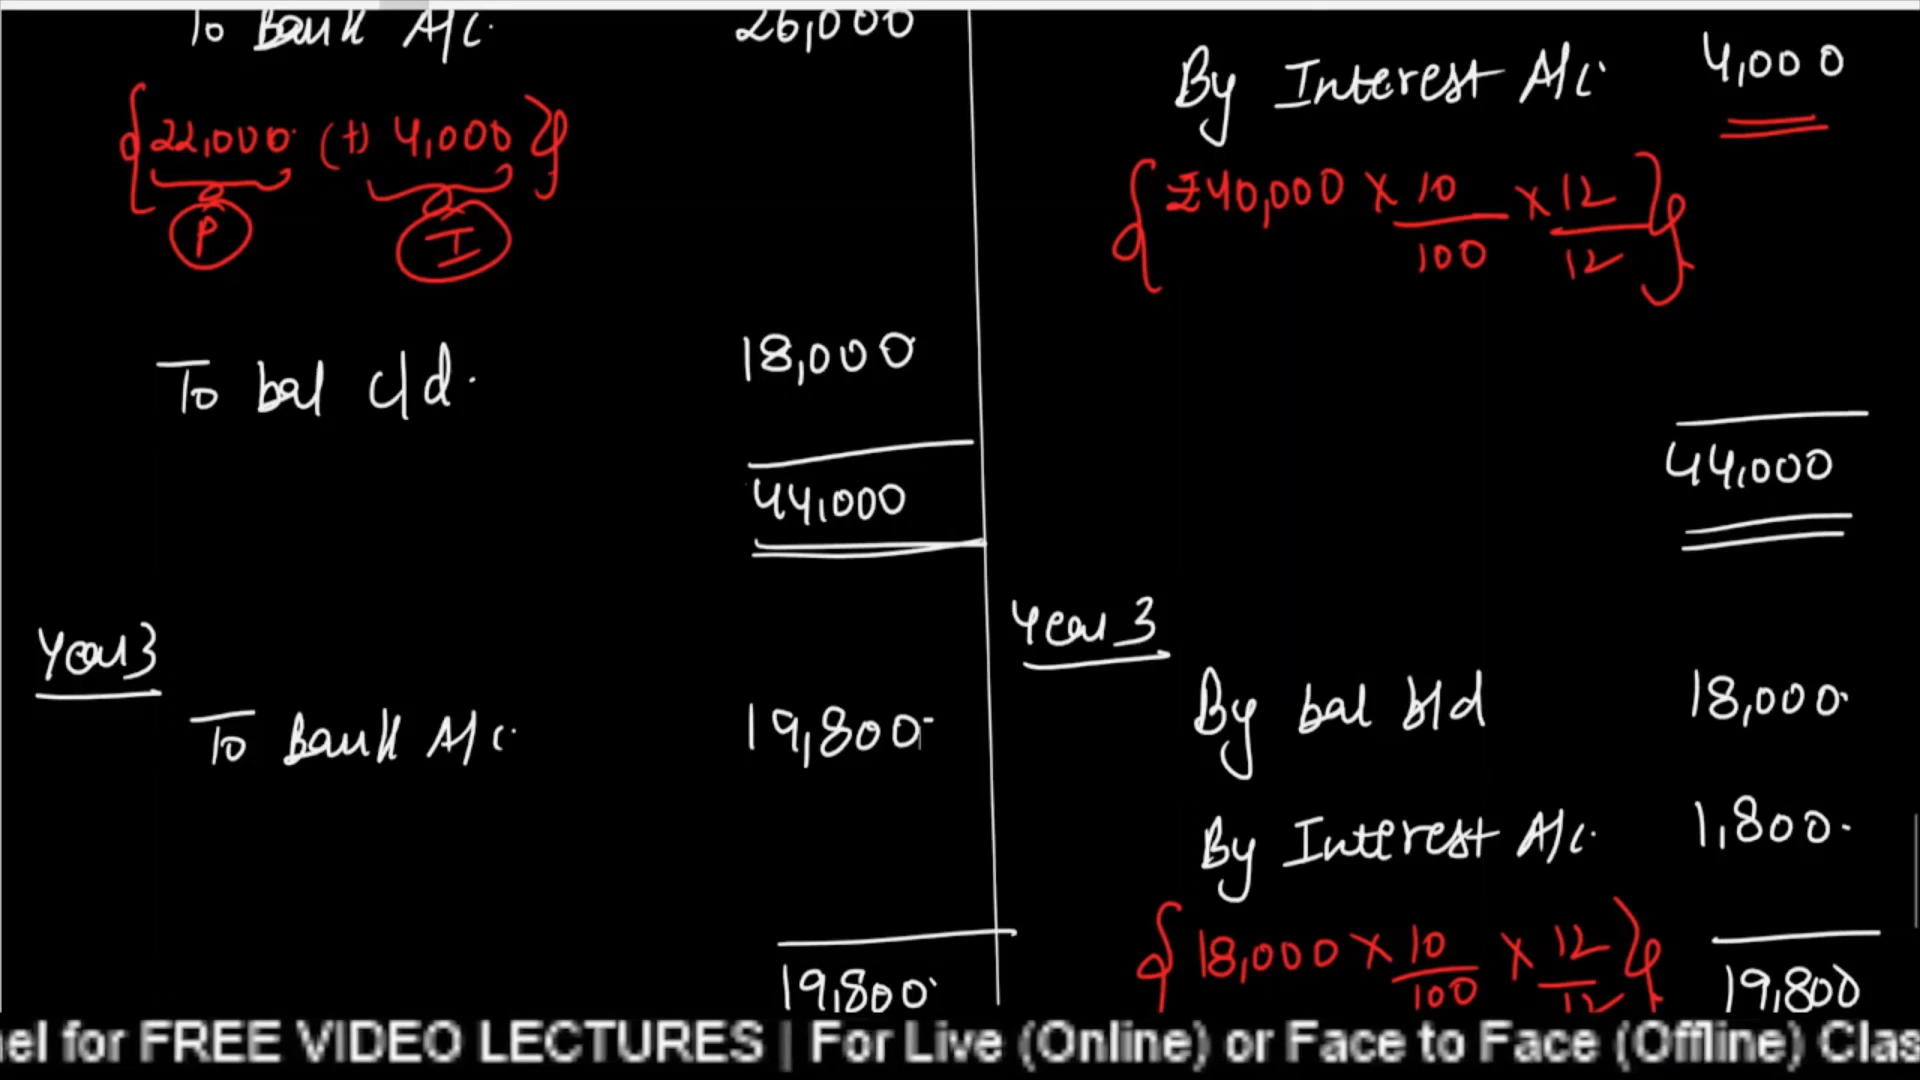 To Bank A/c. 26,000
{22,000 (+) 4,000}
P I
To bal c/d. 18,000
44,000
Year 3
To Bank A/c. 19,800
19,800
By Interest A/c. 4,000
{₹40,000 × 10/100 × 12/12}
44,000
Year 3
By bal b/d 18,000
By Interest A/c. 1,800
{18,000 × 10/100 × 12/12}
19,800
nel for FREE VIDEO LECTURES | For Live (Online) or Face to Face (Offline) Clas